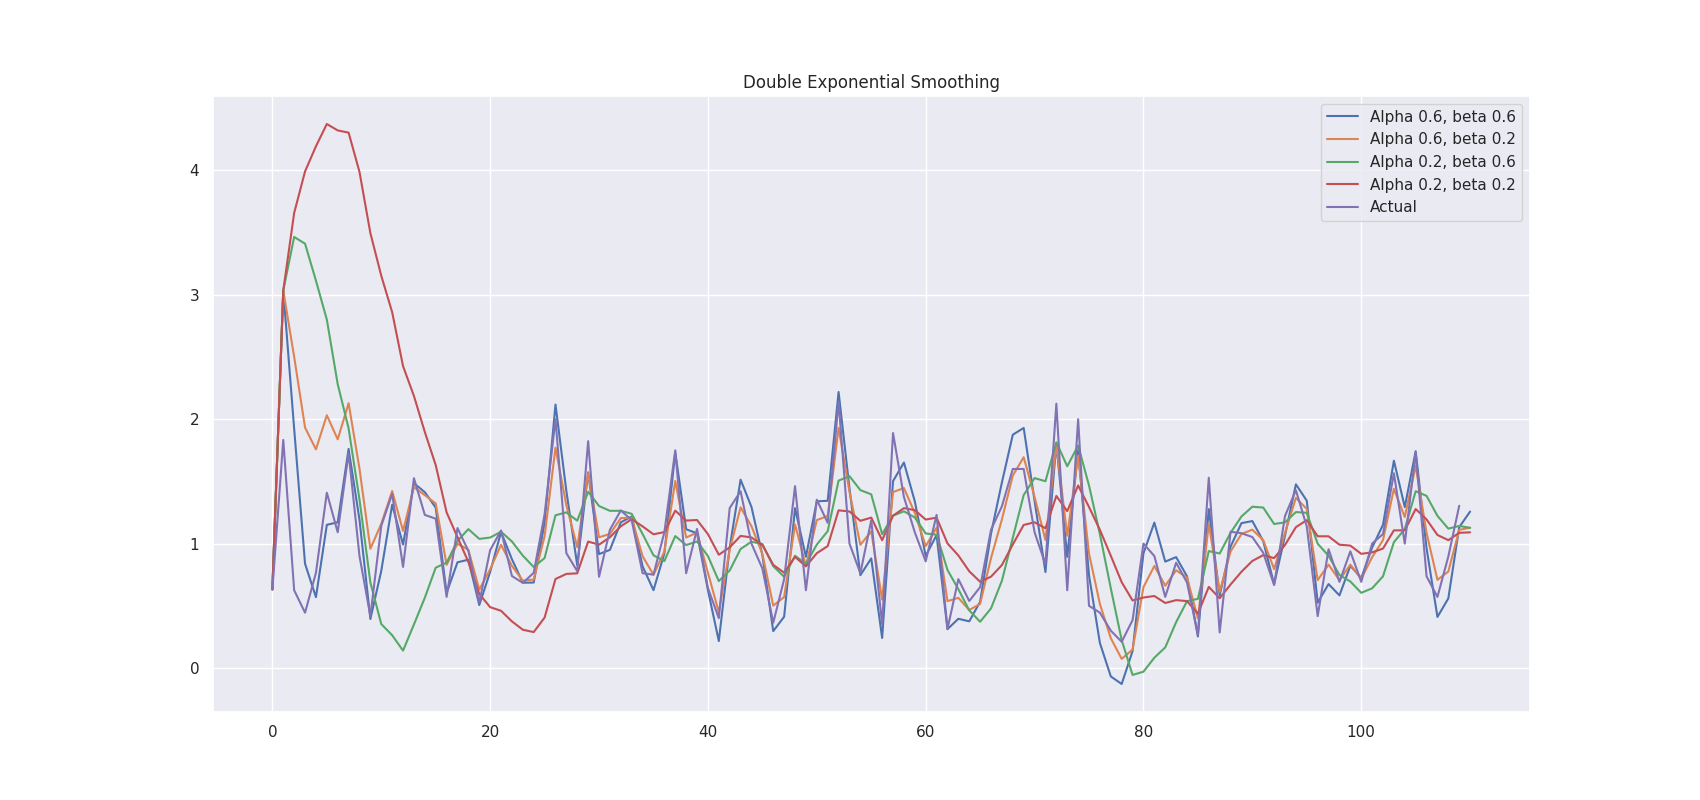 Double Exponential Smoothing
Alpha 0.6, beta 0.6
Alpha 0.6, beta 0.2
Alpha 0.2, beta 0.6
Alpha 0.2, beta 0.2
Actual
4
3
2
1
0
0 20 40 60 80 100